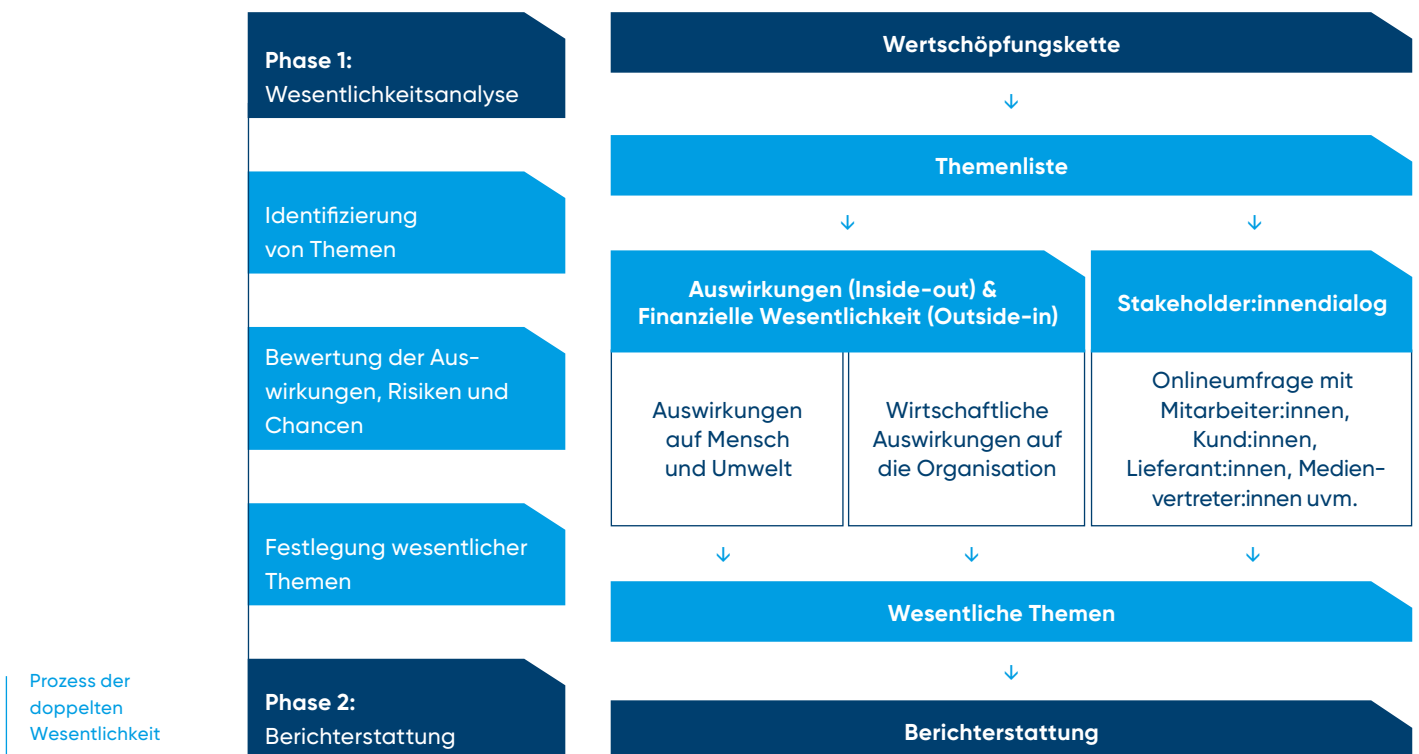 Phase 1:
Wesentlichkeitsanalyse
Identifizierung
von Themen
Bewertung der Aus-
wirkungen, Risiken und
Chancen
Festlegung wesentlicher
Themen
Phase 2:
Berichterstattung
Wertschöpfungskette
↓
Themenliste
↓ ↓
Auswirkungen (Inside-out) &
Finanzielle Wesentlichkeit (Outside-in)
Auswirkungen
auf Mensch
und Umwelt
Wirtschaftliche
Auswirkungen auf
die Organisation
Stakeholder:innendialog
Onlineumfrage mit
Mitarbeiter:innen,
Kund:innen,
Lieferant:innen, Medien-
vertreter:innen uvm.
↓ ↓ ↓
Wesentliche Themen
↓
Berichterstattung
Prozess der
doppelten
Wesentlichkeit